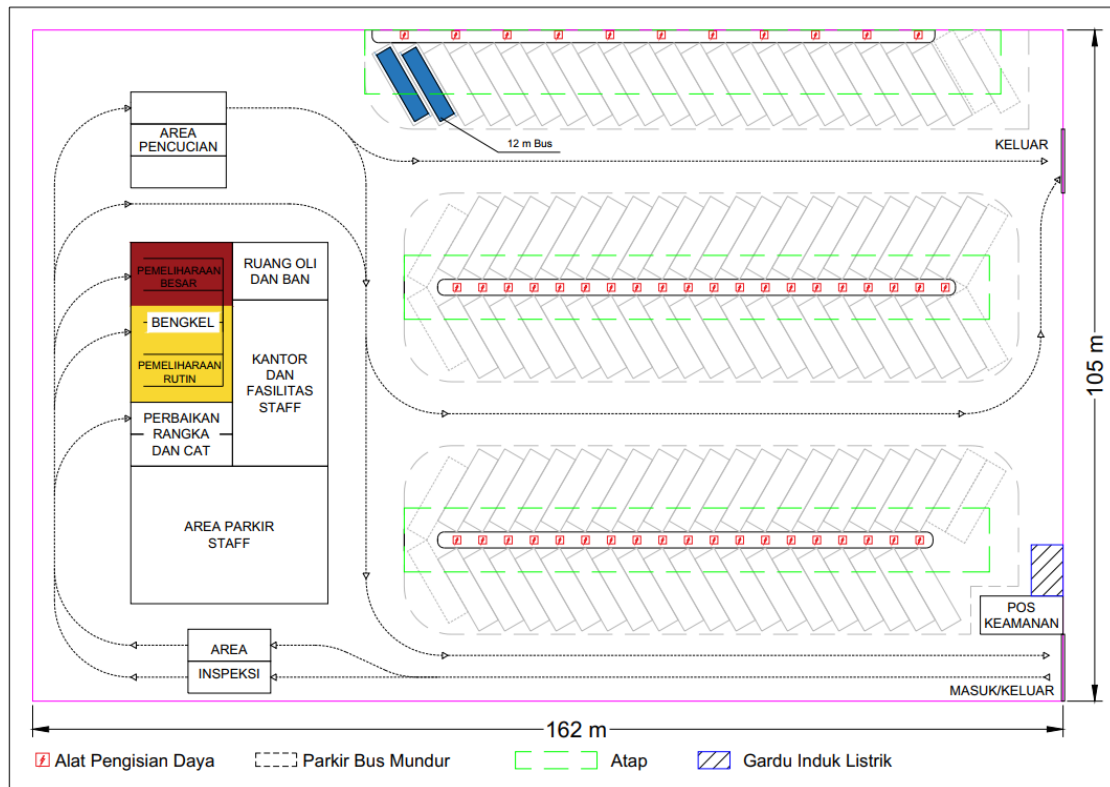 AREA
PENCUCIAN
12 m Bus
KELUAR
PEMELIHARAAN
BESAR
RUANG OLI
DAN BAN
BENGKEL
PEMELIHARAAN
RUTIN
KANTOR
DAN
FASILITAS
STAFF
PERBAIKAN
RANGKA
DAN CAT
AREA PARKIR
STAFF
105 m
POS
KEAMANAN
AREA
INSPEKSI
MASUK/KELUAR
162 m
Alat Pengisian Daya
Parkir Bus Mundur
Atap
Gardu Induk Listrik